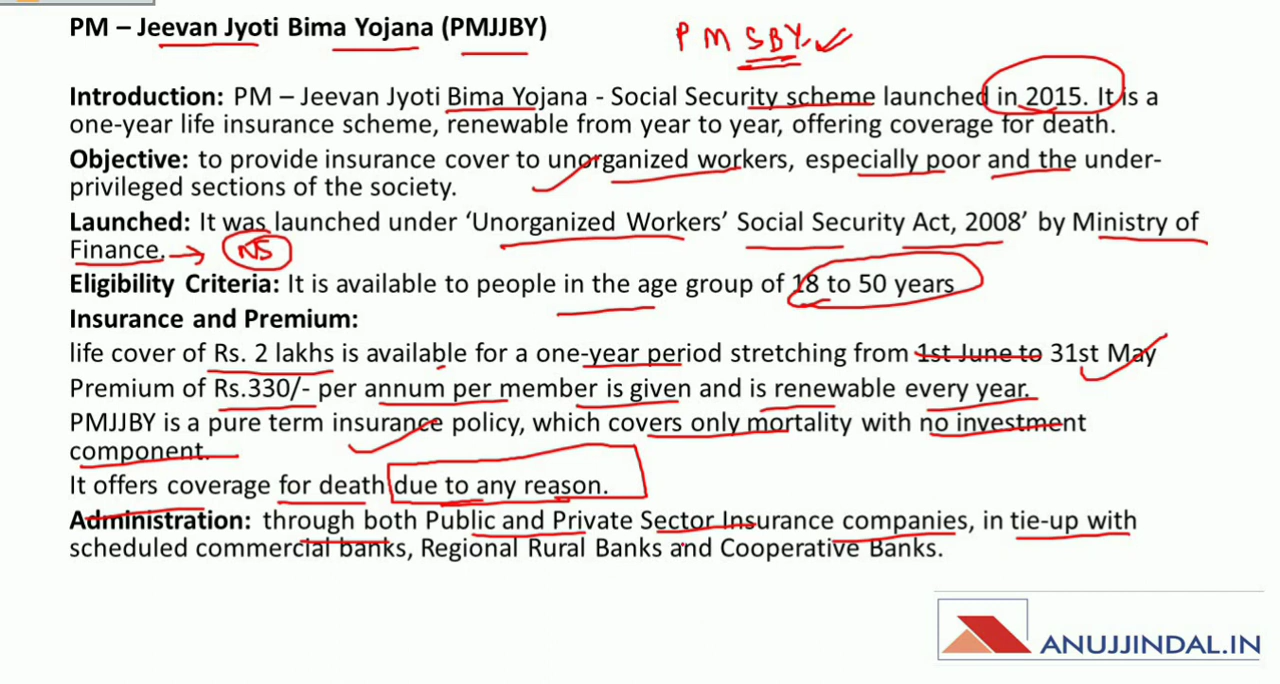 PM – Jeevan Jyoti Bima Yojana (PMJJBY)
PM SBY
Introduction: PM – Jeevan Jyoti Bima Yojana - Social Security scheme launched in 2015. It is a
one-year life insurance scheme, renewable from year to year, offering coverage for death.
Objective: to provide insurance cover to unorganized workers, especially poor and the under-
privileged sections of the society.
Launched: It was launched under ‘Unorganized Workers’ Social Security Act, 2008’ by Ministry of
Finance. NS
Eligibility Criteria: It is available to people in the age group of 18 to 50 years
Insurance and Premium:
life cover of Rs. 2 lakhs is available for a one-year period stretching from 1st June to 31st May
Premium of Rs.330/- per annum per member is given and is renewable every year.
PMJJBY is a pure term insurance policy, which covers only mortality with no investment
component.
It offers coverage for death due to any reason.
Administration: through both Public and Private Sector Insurance companies, in tie-up with
scheduled commercial banks, Regional Rural Banks and Cooperative Banks.
ANUJJINDAL.IN